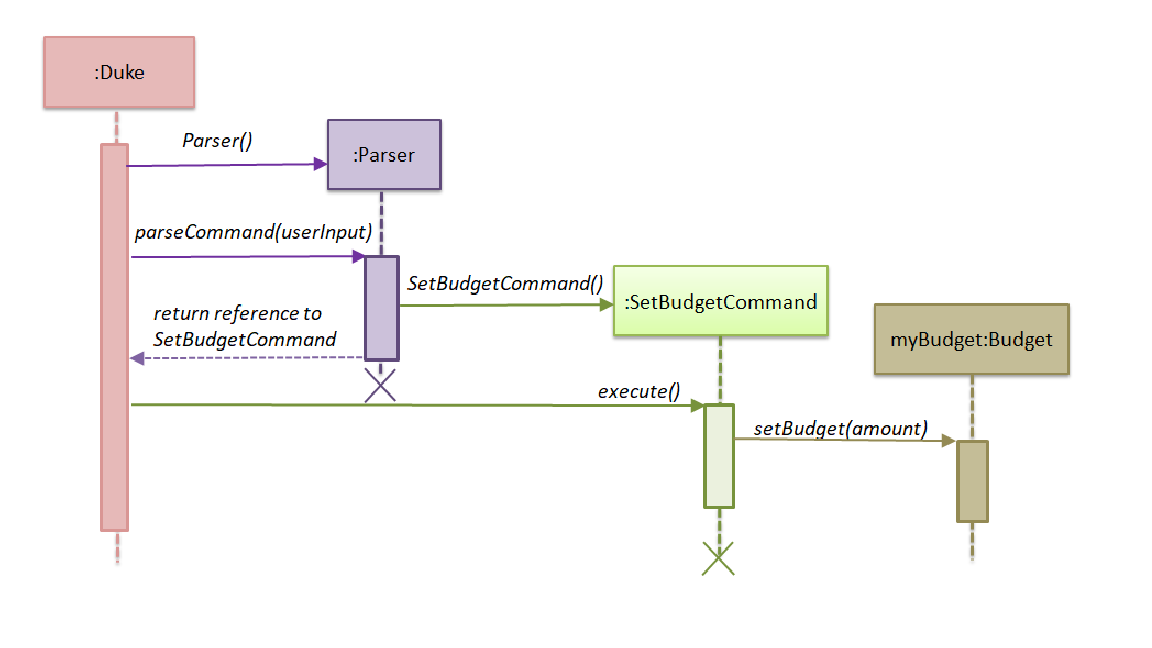 :Duke
Parser()
:Parser
parseCommand(userInput)
SetBudgetCommand()
:SetBudgetCommand
return reference to
SetBudgetCommand
myBudget:Budget
execute()
setBudget(amount)